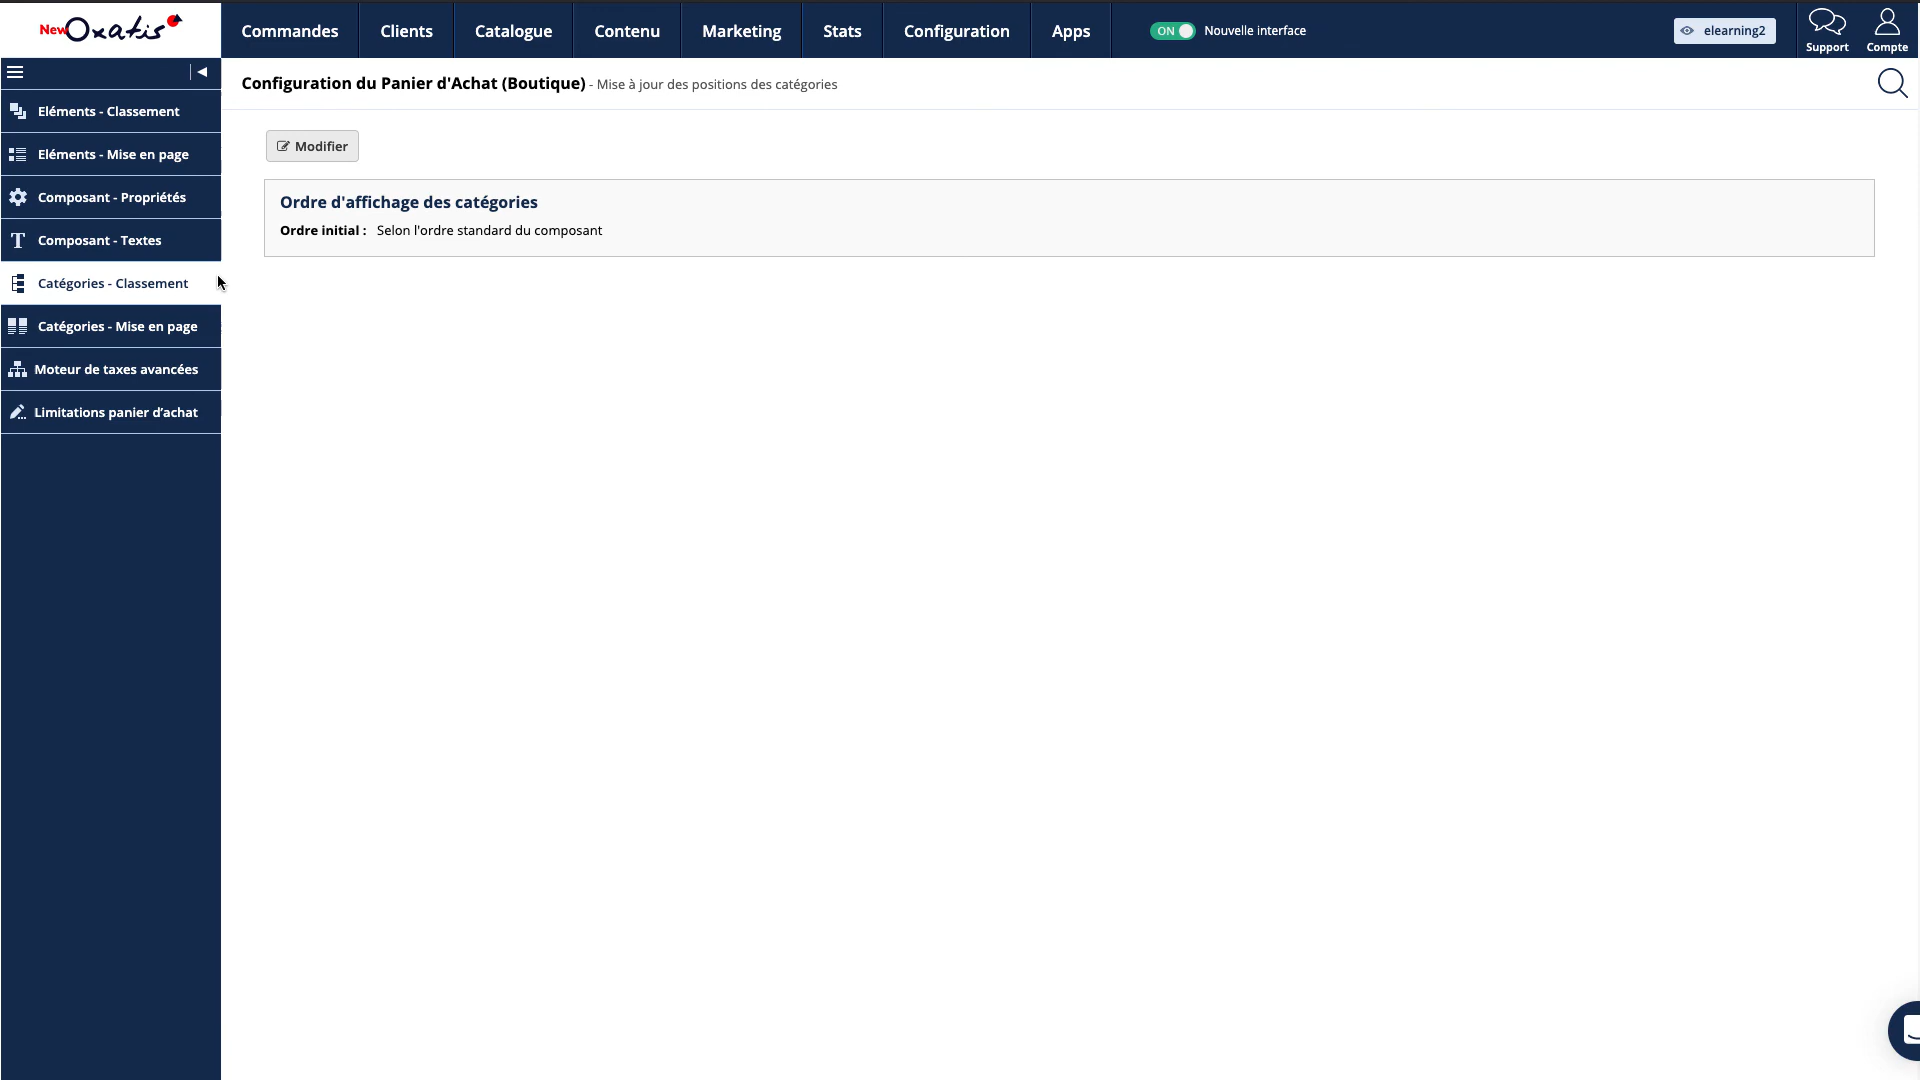 NewOxatis
Commandes
Clients
Catalogue
Contenu
Marketing
Stats
Configuration
Apps
ON Nouvelle interface
elearning2
Support
Compte
Configuration du Panier d'Achat (Boutique) - Mise à jour des positions des catégories
Eléments - Classement
Eléments - Mise en page
Composant - Propriétés
Composant - Textes
Catégories - Classement
Catégories - Mise en page
Moteur de taxes avancées
Limitations panier d’achat
Modifier
Ordre d'affichage des catégories
Ordre initial : Selon l'ordre standard du composant